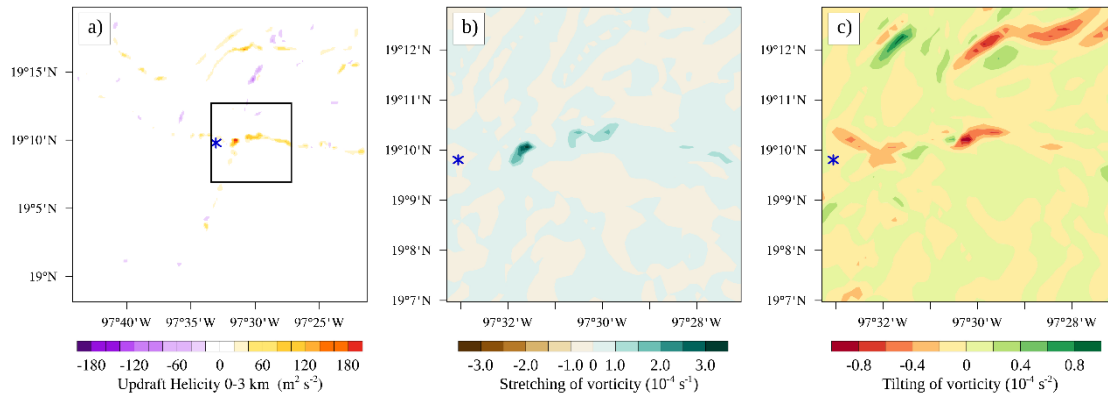 a)
19°15'N
19°10'N
19°5'N
19°N
97°40'W 97°35'W 97°30'W 97°25'W
-180 -120 -60 0 60 120 180
Updraft Helicity 0-3 km (m² s⁻²)
b)
19°12'N
19°11'N
19°10'N
19°9'N
19°8'N
19°7'N
97°32'W 97°30'W 97°28'W
-3.0 -2.0 -1.0 0 1.0 2.0 3.0
Stretching of vorticity (10⁻⁴ s⁻¹)
c)
19°12'N
19°11'N
19°10'N
19°9'N
19°8'N
19°7'N
97°32'W 97°30'W 97°28'W
-0.8 -0.4 0 0.4 0.8
Tilting of vorticity (10⁻⁴ s⁻²)